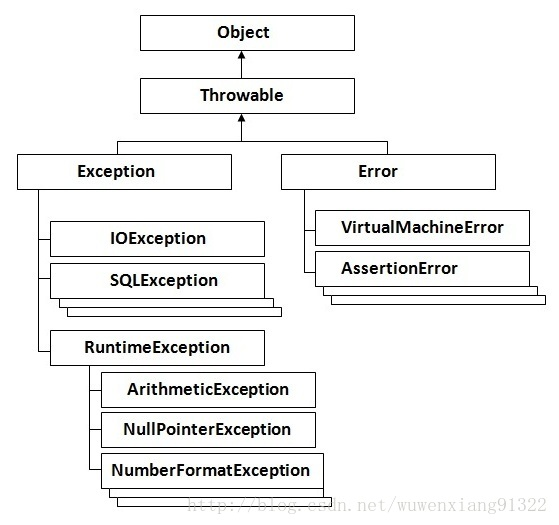 Object
Throwable
Exception
Error
IOException
VirtualMachineError
SQLException
AssertionError
RuntimeException
ArithmeticException
NullPointerException
NumberFormatException
http://blog.csdn.net/wuwenxiang91322